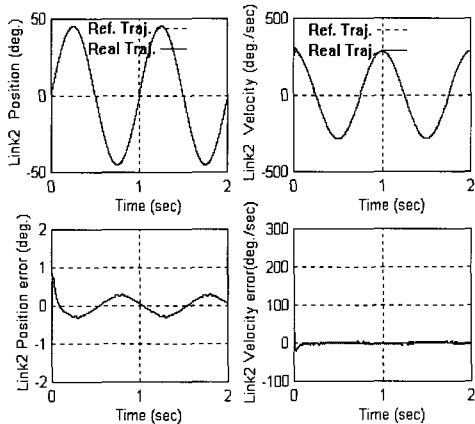 Ref. Traj.
Real Traj.
Link2 Position (deg.)
50
0
-50
0
1
2
Time (sec)
Ref. Traj.
Real Traj.
Link2 Velocity (deg./sec)
500
0
-500
0
1
2
Time (sec)
Link2 Position error (deg.)
2
1
0
-1
-2
0
1
2
Time (sec)
Link2 Velocity error(deg./sec)
300
200
100
0
-100
0
1
2
Time (sec)